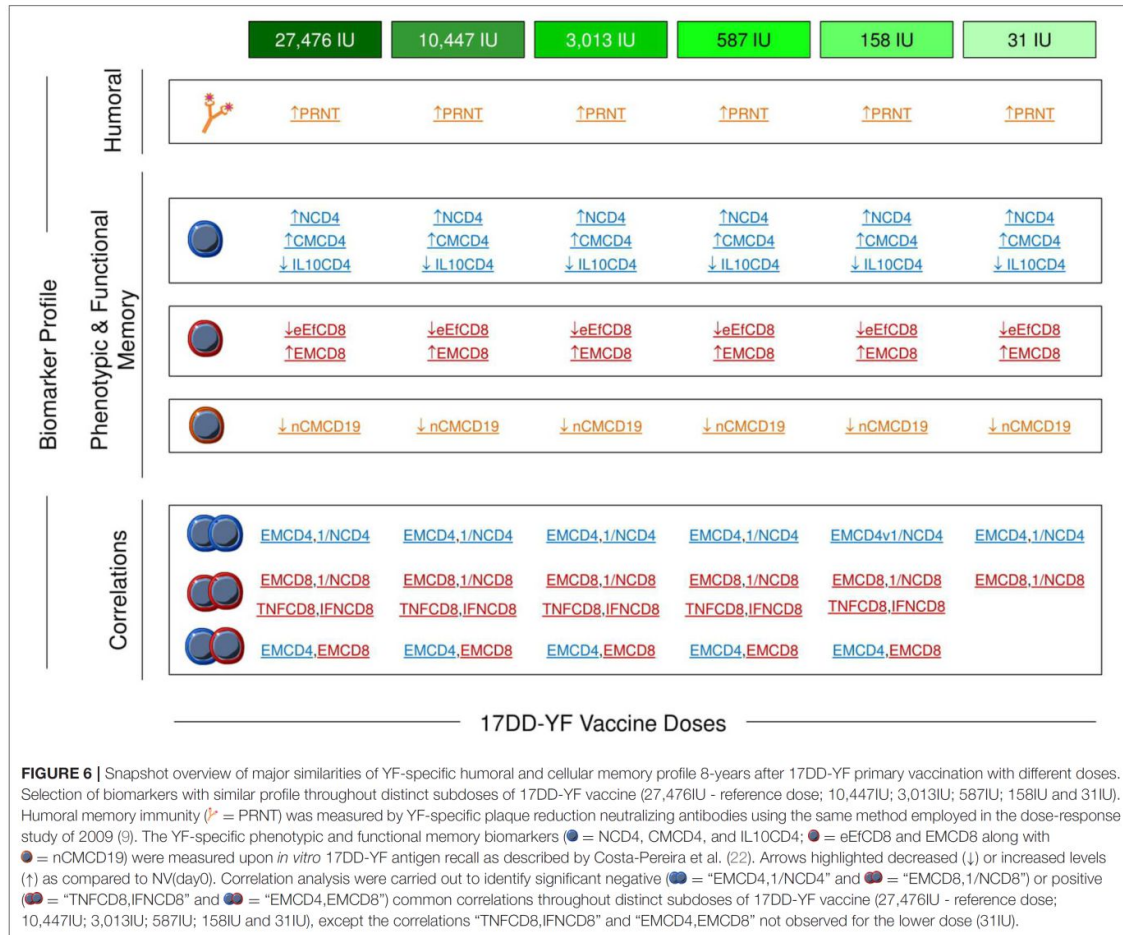 27,476 IU 10,447 IU 3,013 IU 587 IU 158 IU 31 IU
Biomarker Profile
Humoral
↑PRNT ↑PRNT ↑PRNT ↑PRNT ↑PRNT ↑PRNT
Phenotypic & Functional
Memory
↑NCD4 ↑NCD4 ↑NCD4 ↑NCD4 ↑NCD4 ↑NCD4
↑CMCD4 ↑CMCD4 ↑CMCD4 ↑CMCD4 ↑CMCD4 ↑CMCD4
↓ IL10CD4 ↓ IL10CD4 ↓ IL10CD4 ↓ IL10CD4 ↓ IL10CD4 ↓ IL10CD4
↓eEfCD8 ↓eEfCD8 ↓eEfCD8 ↓eEfCD8 ↓eEfCD8 ↓eEfCD8
↑EMCD8 ↑EMCD8 ↑EMCD8 ↑EMCD8 ↑EMCD8 ↑EMCD8
↓ nCMCD19 ↓ nCMCD19 ↓ nCMCD19 ↓ nCMCD19 ↓ nCMCD19 ↓ nCMCD19
Correlations
EMCD4,1/NCD4 EMCD4,1/NCD4 EMCD4,1/NCD4 EMCD4,1/NCD4 EMCD4v1/NCD4 EMCD4,1/NCD4
EMCD8,1/NCD8 EMCD8,1/NCD8 EMCD8,1/NCD8 EMCD8,1/NCD8 EMCD8,1/NCD8 EMCD8,1/NCD8
TNFCD8,IFNCD8 TNFCD8,IFNCD8 TNFCD8,IFNCD8 TNFCD8,IFNCD8 TNFCD8,IFNCD8
EMCD4,EMCD8 EMCD4,EMCD8 EMCD4,EMCD8 EMCD4,EMCD8 EMCD4,EMCD8
17DD-YF Vaccine Doses
FIGURE 6 | Snapshot overview of major similarities of YF-specific humoral and cellular memory profile 8-years after 17DD-YF primary vaccination with different doses.
Selection of biomarkers with similar profile throughout distinct subdoses of 17DD-YF vaccine (27,476IU - reference dose; 10,447IU; 3,013IU; 587IU; 158IU and 31IU).
Humoral memory immunity ( = PRNT) was measured by YF-specific plaque reduction neutralizing antibodies using the same method employed in the dose-response
study of 2009 (9). The YF-specific phenotypic and functional memory biomarkers ( = NCD4, CMCD4, and IL10CD4; = eEfCD8 and EMCD8 along with
= nCMCD19) were measured upon in vitro 17DD-YF antigen recall as described by Costa-Pereira et al. (22). Arrows highlighted decreased (↓) or increased levels
(↑) as compared to NV(day0). Correlation analysis were carried out to identify significant negative ( = “EMCD4,1/NCD4” and = “EMCD8,1/NCD8”) or positive
( = “TNFCD8,IFNCD8” and = “EMCD4,EMCD8”) common correlations throughout distinct subdoses of 17DD-YF vaccine (27,476IU - reference dose;
10,447IU; 3,013IU; 587IU; 158IU and 31IU), except the correlations “TNFCD8,IFNCD8” and “EMCD4,EMCD8” not observed for the lower dose (31IU).